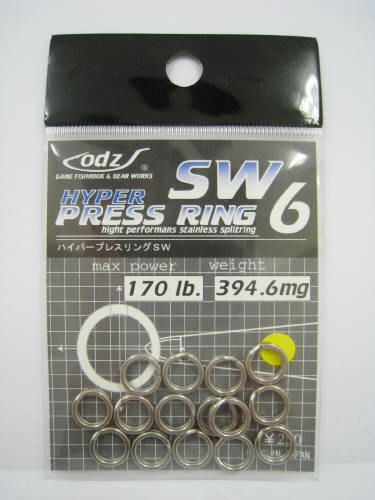 odz ®
GAME FISHHOOK & GEAR WORKS
SW
HYPER
PRESS RING 6
hight performans stainless splitring
ハイパープレスリングSW
max power weight
170 lb. 394.6mg
JAPAN